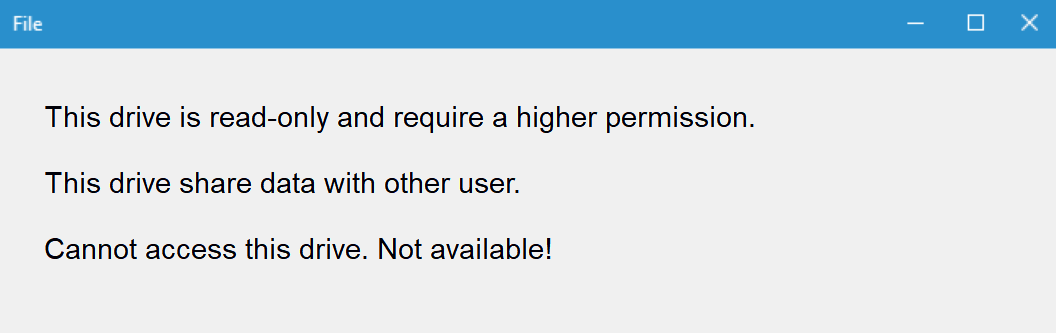 File
This drive is read-only and require a higher permission.
This drive share data with other user.
Cannot access this drive. Not available!